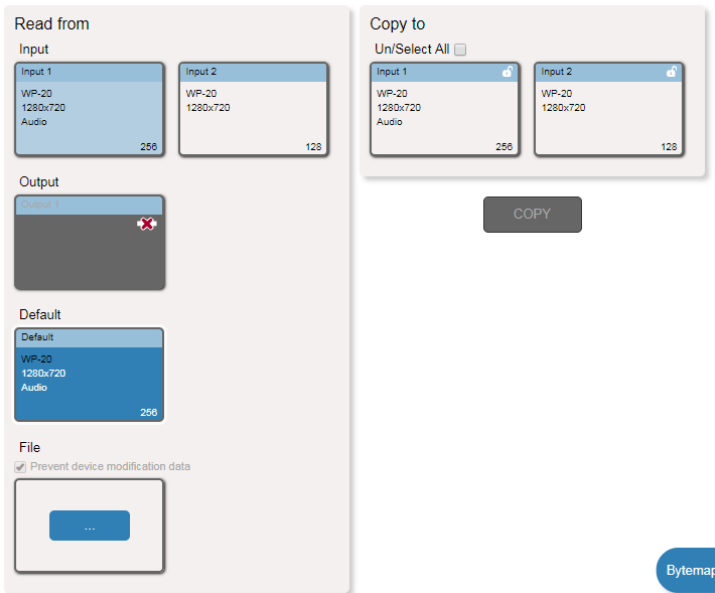 Read from
Input
Input 1
WP-20
1280x720
Audio
256
Input 2
WP-20
1280x720
128
Output
Output 1
Default
Default
WP-20
1280x720
Audio
256
File
Prevent device modification data
...
Copy to
Un/Select All
Input 1
WP-20
1280x720
Audio
256
Input 2
WP-20
1280x720
128
COPY
Bytemap